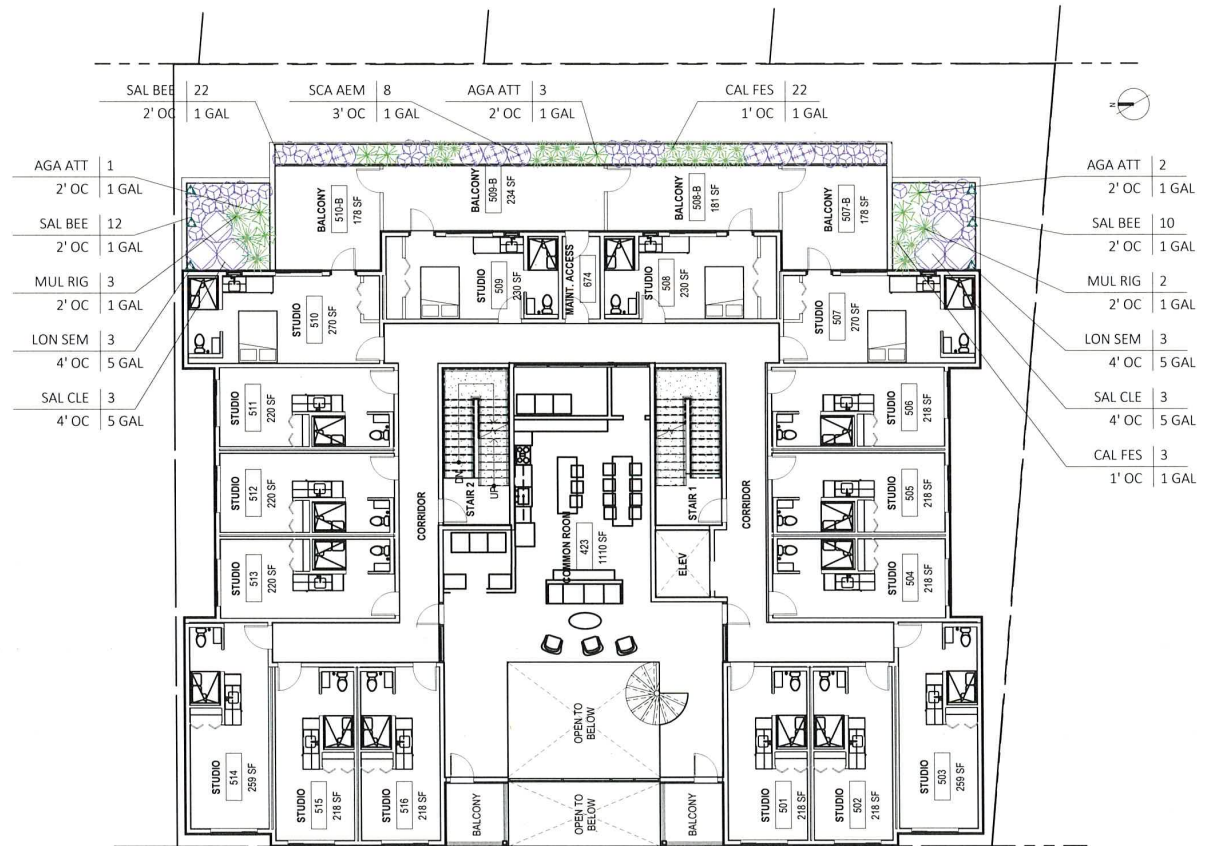 SAL BEE 22
2' OC 1 GAL
SCA AEM 8
3' OC 1 GAL
AGA ATT 3
2' OC 1 GAL
CAL FES 22
1' OC 1 GAL
N
AGA ATT 1
2' OC 1 GAL
SAL BEE 12
2' OC 1 GAL
MUL RIG 3
2' OC 1 GAL
LON SEM 3
4' OC 5 GAL
SAL CLE 3
4' OC 5 GAL
AGA ATT 2
2' OC 1 GAL
SAL BEE 10
2' OC 1 GAL
MUL RIG 2
2' OC 1 GAL
LON SEM 3
4' OC 5 GAL
SAL CLE 3
4' OC 5 GAL
CAL FES 3
1' OC 1 GAL
BALCONY
510-B
178 SF
BALCONY
509-B
234 SF
BALCONY
508-B
181 SF
BALCONY
507-B
178 SF
STUDIO
510
270 SF
STUDIO
509
230 SF
MAINT. ACCESS
674
STUDIO
508
230 SF
STUDIO
507
270 SF
STUDIO
511
220 SF
STUDIO
512
220 SF
STUDIO
513
220 SF
CORRIDOR
DN
UP
STAIR 2
COMMON ROOM
423
1110 SF
STAIR 1
ELEV
CORRIDOR
STUDIO
506
218 SF
STUDIO
505
218 SF
STUDIO
504
218 SF
STUDIO
514
259 SF
STUDIO
515
218 SF
STUDIO
516
218 SF
BALCONY
OPEN TO
BELOW
OPEN TO
BELOW
BALCONY
STUDIO
501
218 SF
STUDIO
502
218 SF
STUDIO
503
259 SF